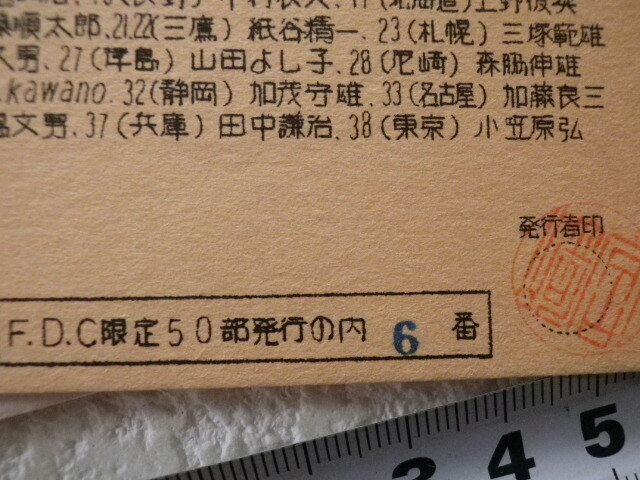 順太郎.21.22(三鷹) 紙谷精一.23(札幌) 三塚範雄
男.27(津島) 山田よし子.28(尼崎) 森脇伸雄
.kawano.32(静岡) 加茂守雄.33(名古屋) 加藤良三
文男.37(兵庫) 田中謙治.38(東京) 小笠原弘
発行者印
F.D.C限定50部発行の内 6 番
3 4 5